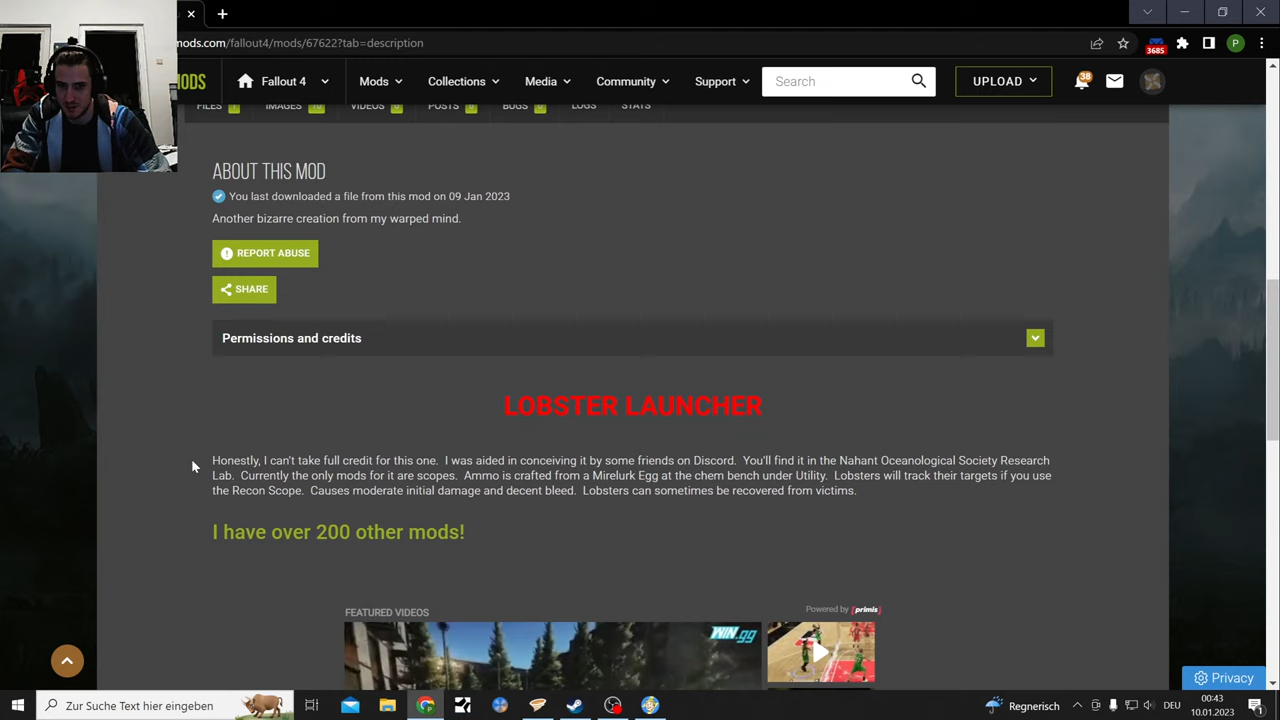 mods.com/fallout4/mods/67622?tab=description
3685
P
MODS
Fallout 4
Mods
Collections
Media
Community
Support
Search
UPLOAD
38
FILES
IMAGES
VIDEOS
POSTS
BUGS
LOGS
STATS
ABOUT THIS MOD
You last downloaded a file from this mod on 09 Jan 2023
Another bizarre creation from my warped mind.
REPORT ABUSE
SHARE
Permissions and credits
LOBSTER LAUNCHER
Honestly, I can't take full credit for this one. I was aided in conceiving it by some friends on Discord. You'll find it in the Nahant Oceanological Society Research
Lab. Currently the only mods for it are scopes. Ammo is crafted from a Mirelurk Egg at the chem bench under Utility. Lobsters will track their targets if you use
the Recon Scope. Causes moderate initial damage and decent bleed. Lobsters can sometimes be recovered from victims.
I have over 200 other mods!
FEATURED VIDEOS
Powered by [primis]
WIN.gg
Privacy
Zur Suche Text hier eingeben
Regnerisch
DEU
00:43
10.01.2023